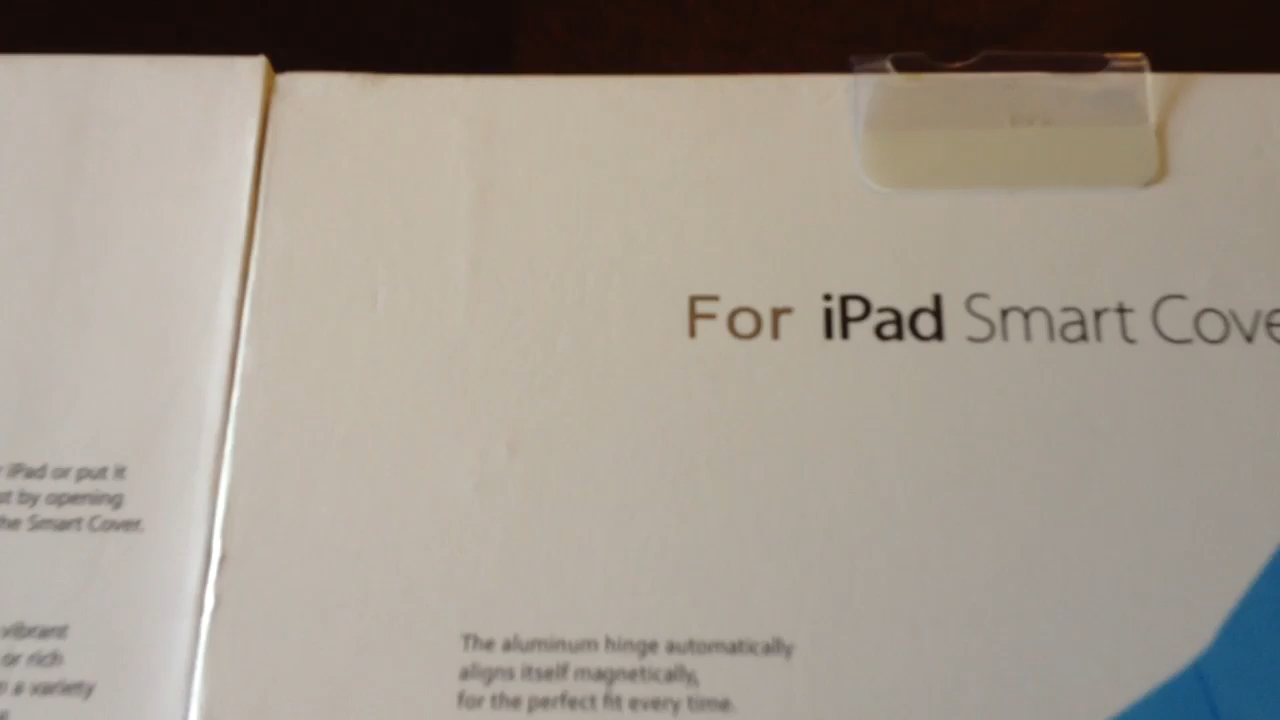 For iPad Smart Cove
iPad or put it
by opening
the Smart Cover.
vibrant
or rich
a variety
The aluminum hinge automatically
aligns itself magnetically,
for the perfect fit every time.